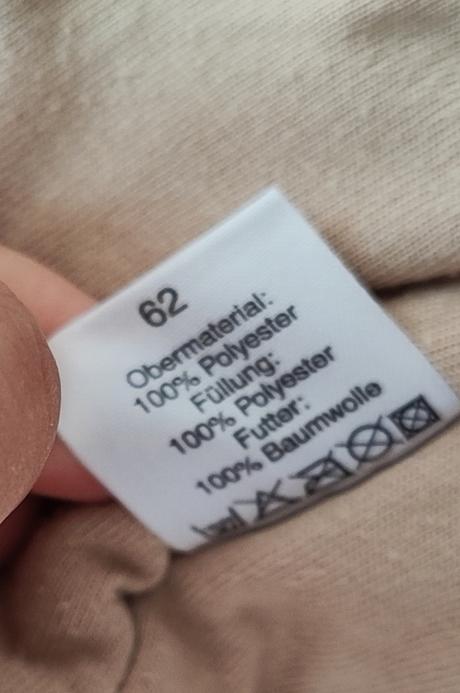 62
Obermaterial:
100% Polyester
Füllung:
100% Polyester
Futter:
100% Baumwolle